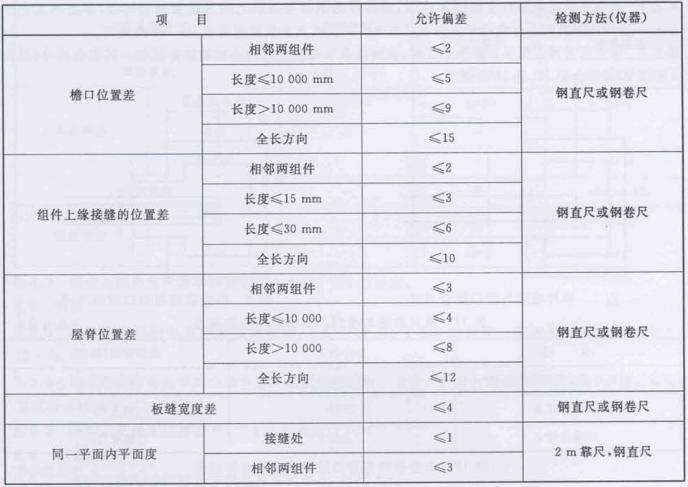 项 目 允许偏差 检测方法(仪器)
檐口位置差 相邻两组件 ≤2 钢直尺或钢卷尺
长度≤10 000 mm ≤5
长度>10 000 mm ≤9
全长方向 ≤15
组件上缘接缝的位置差 相邻两组件 ≤2 钢直尺或钢卷尺
长度≤15 mm ≤3
长度≤30 mm ≤6
全长方向 ≤10
屋脊位置差 相邻两组件 ≤3 钢直尺或钢卷尺
长度≤10 000 ≤4
长度>10 000 ≤8
全长方向 ≤12
板缝宽度差 ≤4 钢直尺或钢卷尺
同一平面内平面度 接缝处 ≤1 2 m靠尺,钢直尺
相邻两组件 ≤3